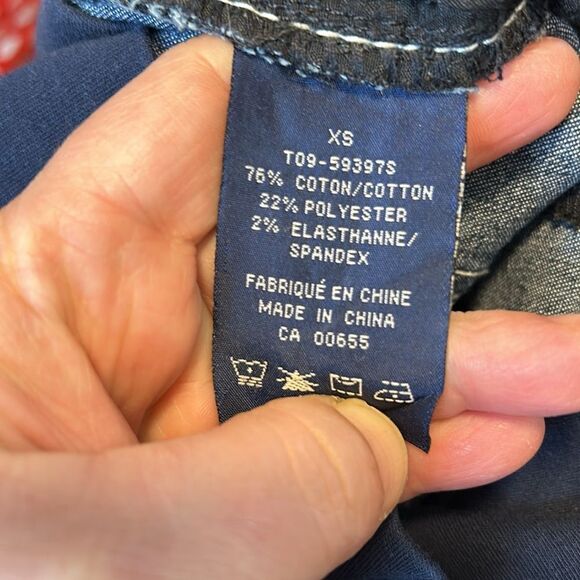 XS
T09-59397S
76% COTON/COTTON
22% POLYESTER
2% ELASTHANNE/
SPANDEX
FABRIQUÉ EN CHINE
MADE IN CHINA
CA 00655